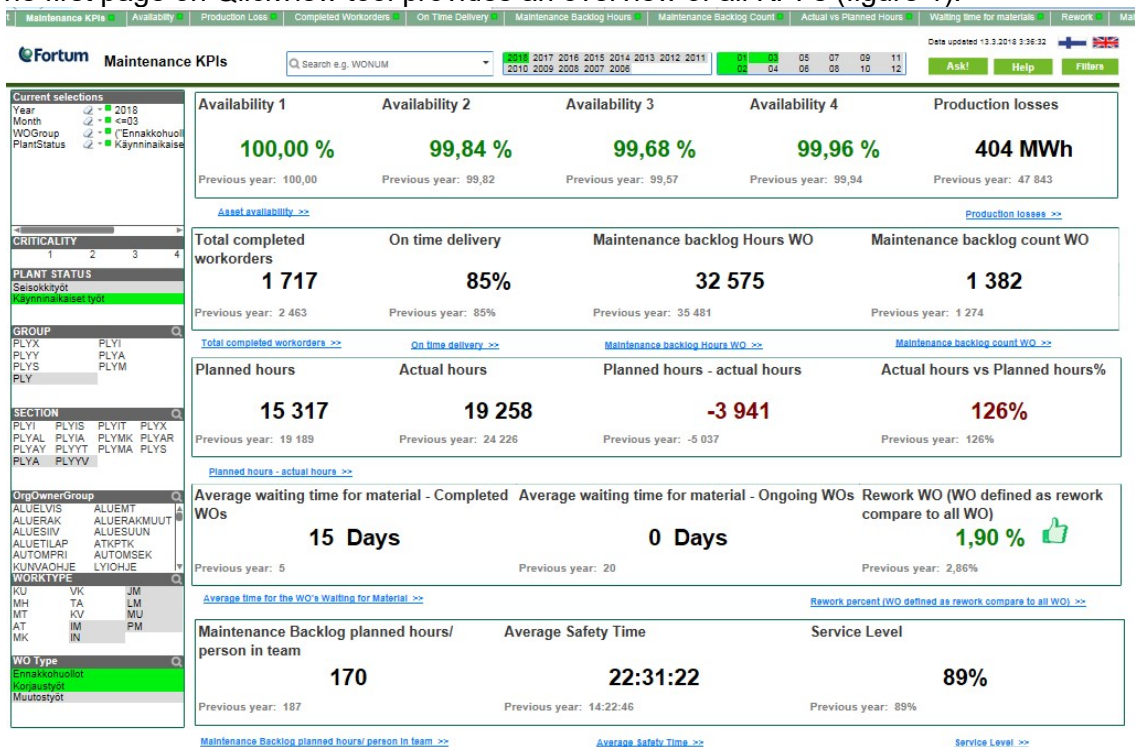 he first page on QlickView tool provides an overview of all KPI's (figure 1).
Maintenance KPIs Availability Production Loss Completed Workorders On Time Delivery Maintenance Backlog Hours Maintenance Backlog Count Actual vs Planned Hours Waiting time for materials Rework Mai
Data updated 13.3.2018 3:36:32
Fortum Maintenance KPIs
Search e.g. WONUM
2018 2017 2016 2015 2014 2013 2012 2011
2010 2009 2008 2007 2006
01 03 05 07 09 11
02 04 06 08 10 12
Ask! Help Filters
Current selections
Year 2018
Month <=03
WOGroup ("Ennakkohuoll
PlantStatus Käynninaikaise
Availability 1 Availability 2 Availability 3 Availability 4 Production losses
100,00 % 99,84 % 99,68 % 99,96 % 404 MWh
Previous year: 100,00 Previous year: 99,82 Previous year: 99,57 Previous year: 99,94 Previous year: 47 843
Asset availability >> Production losses >>
CRITICALITY
1 2 3 4
PLANT STATUS
Seisokkityöt
Käynninaikaiset työt
Total completed workorders On time delivery Maintenance backlog Hours WO Maintenance backlog count WO
1 717 85% 32 575 1 382
Previous year: 2 463 Previous year: 85% Previous year: 35 481 Previous year: 1 274
Total completed workorders >> On time delivery >> Maintenance backlog Hours WO >> Maintenance backlog count WO >>
GROUP
PLYX PLYI
PLYY PLYA
PLYS PLYM
PLY
Planned hours Actual hours Planned hours - actual hours Actual hours vs Planned hours%
15 317 19 258 -3 941 126%
Previous year: 19 189 Previous year: 24 226 Previous year: -5 037 Previous year: 126%
Planned hours - actual hours >>
SECTION
PLYI PLYIS PLYIT PLYX
PLYAL PLYIA PLYMK PLYAR
PLYAY PLYYT PLYMA PLYS
PLYA PLYYV
OrgOwnerGroup
ALUELVIS ALUEMT
ALUERAK ALUERAKMUUT
ALUESIIV ALUESUUN
ALUETILAP ATKPTK
AUTOMPRI AUTOMSEK
KUNVAOHJE LYIOHJE
Average waiting time for material - Completed WOs Average waiting time for material - Ongoing WOs Rework WO (WO defined as rework compare to all WO)
15 Days 0 Days 1,90 %
Previous year: 5 Previous year: 20 Previous year: 2,86%
Average time for the WO's Waiting for Material >> Rework percent (WO defined as rework compare to all WO) >>
WORKTYPE
KU VK JM
MH TA LM
MT KV MU
AT IM PM
MK IN
WO Type
Ennakkohuollot
Korjaustyöt
Muutostyöt
Maintenance Backlog planned hours/ person in team Average Safety Time Service Level
170 22:31:22 89%
Previous year: 187 Previous year: 14:22:46 Previous year: 89%
Maintenance Backlog planned hours/ person in team >> Average Safety Time >> Service Level >>